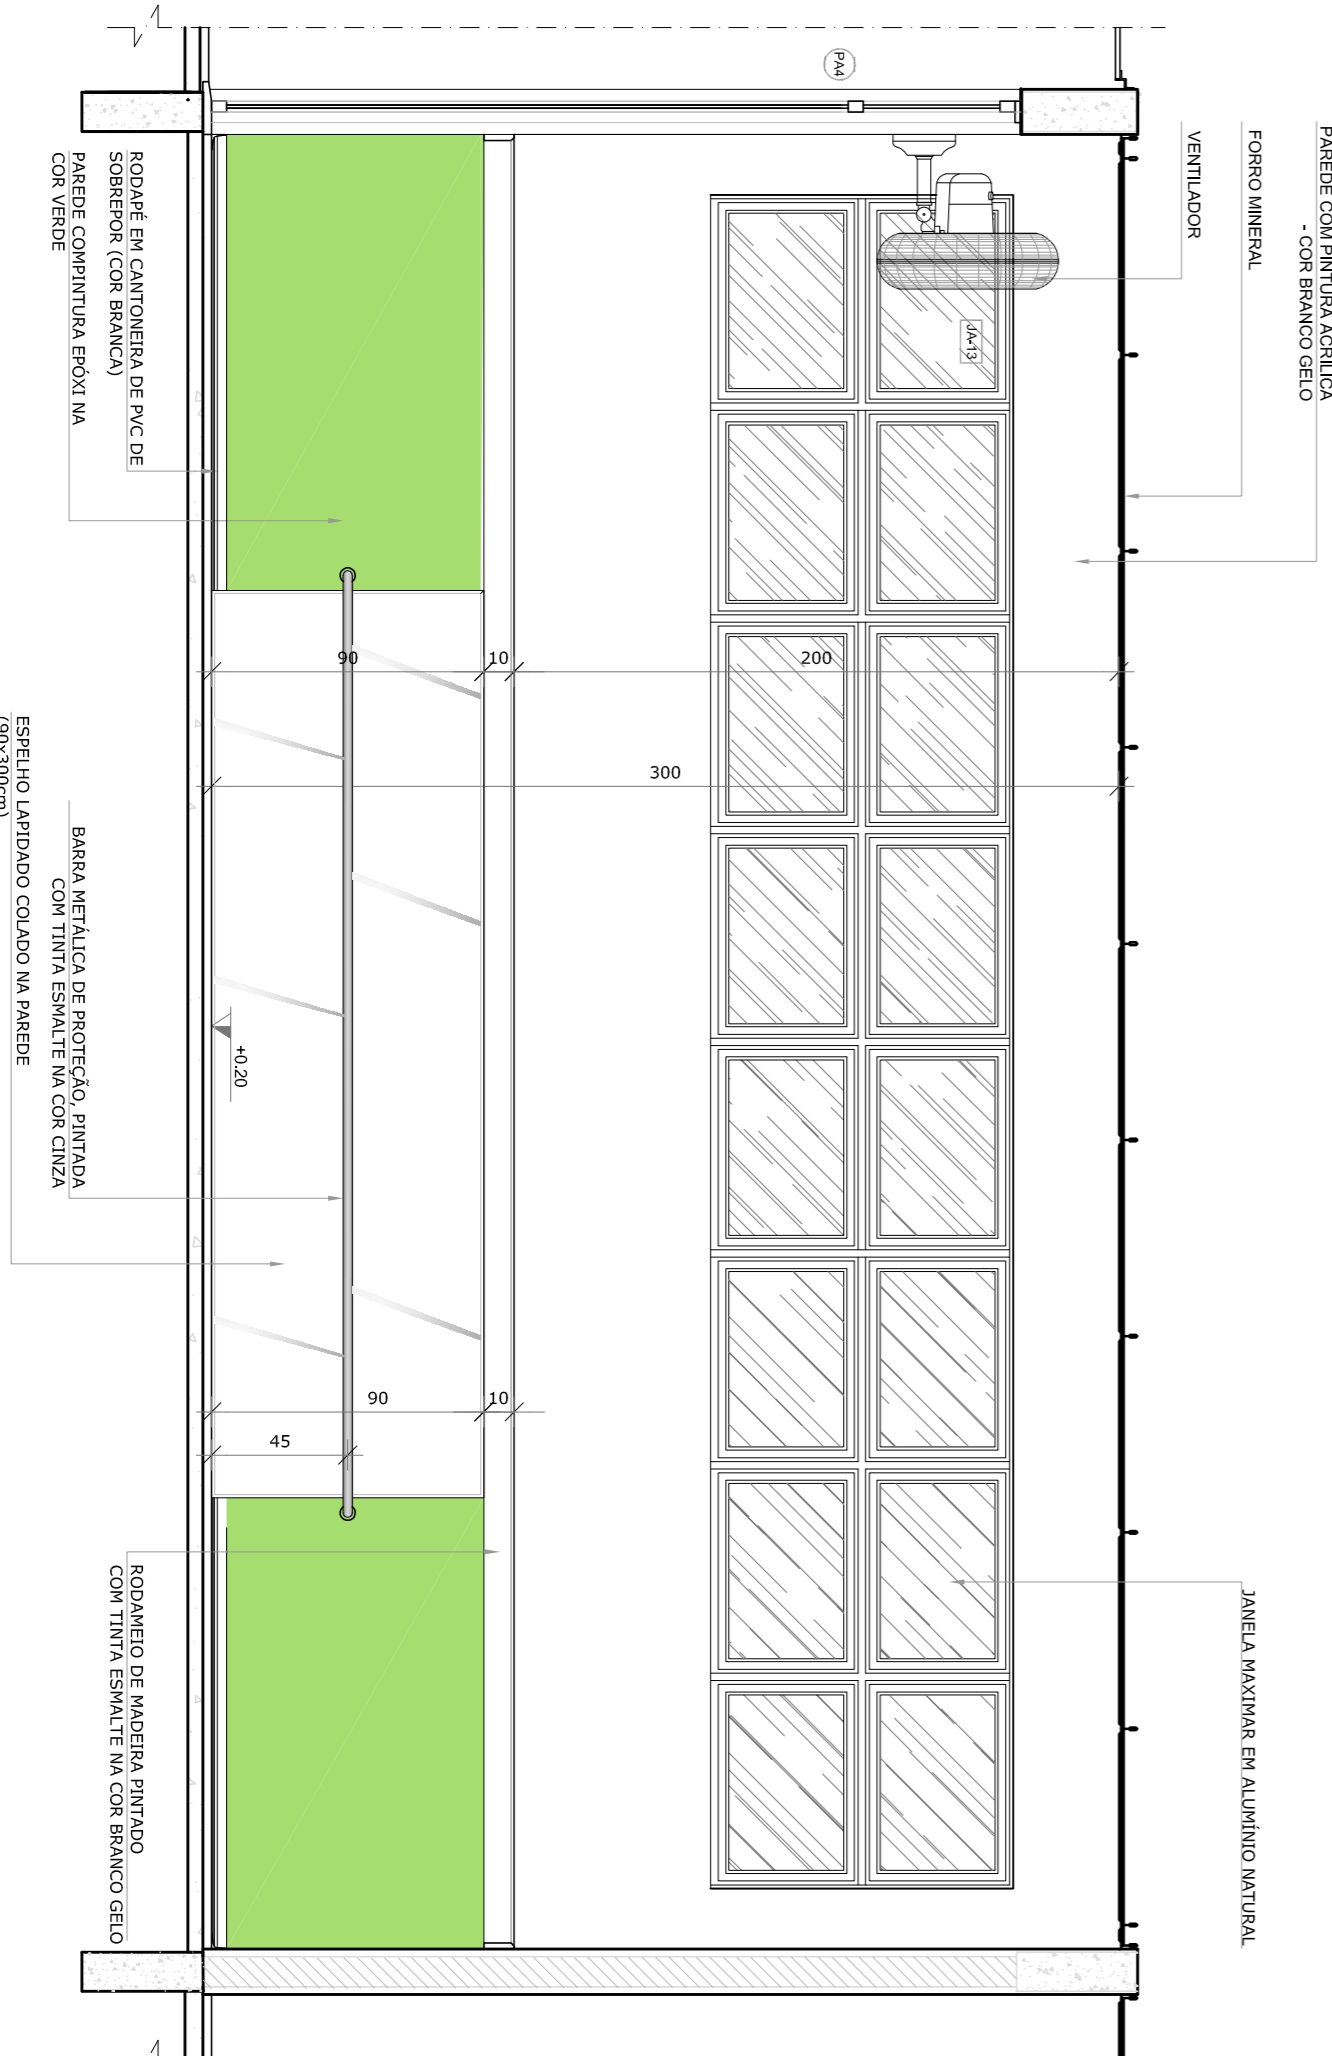 PAREDE COM PINTURA ACRÍLICA
- COR BRANCO GELO
FORRO MINERAL
VENTILADOR
JANELA MAXIMAR EM ALUMÍNIO NATURAL
PA4
JA-13
90
10
200
300
+0.20
90
10
45
RODAPÉ EM CANTONEIRA DE PVC DE
SOBREPOR (COR BRANCA)
PAREDE COMPINTURA EPÓXI NA
COR VERDE
BARRA METÁLICA DE PROTEÇÃO, PINTADA
COM TINTA ESMALTE NA COR CINZA
ESPELHO LAPIDADO COLADO NA PAREDE
(90x300cm)
RODAMEIO DE MADEIRA PINTADO
COM TINTA ESMALTE NA COR BRANCO GELO